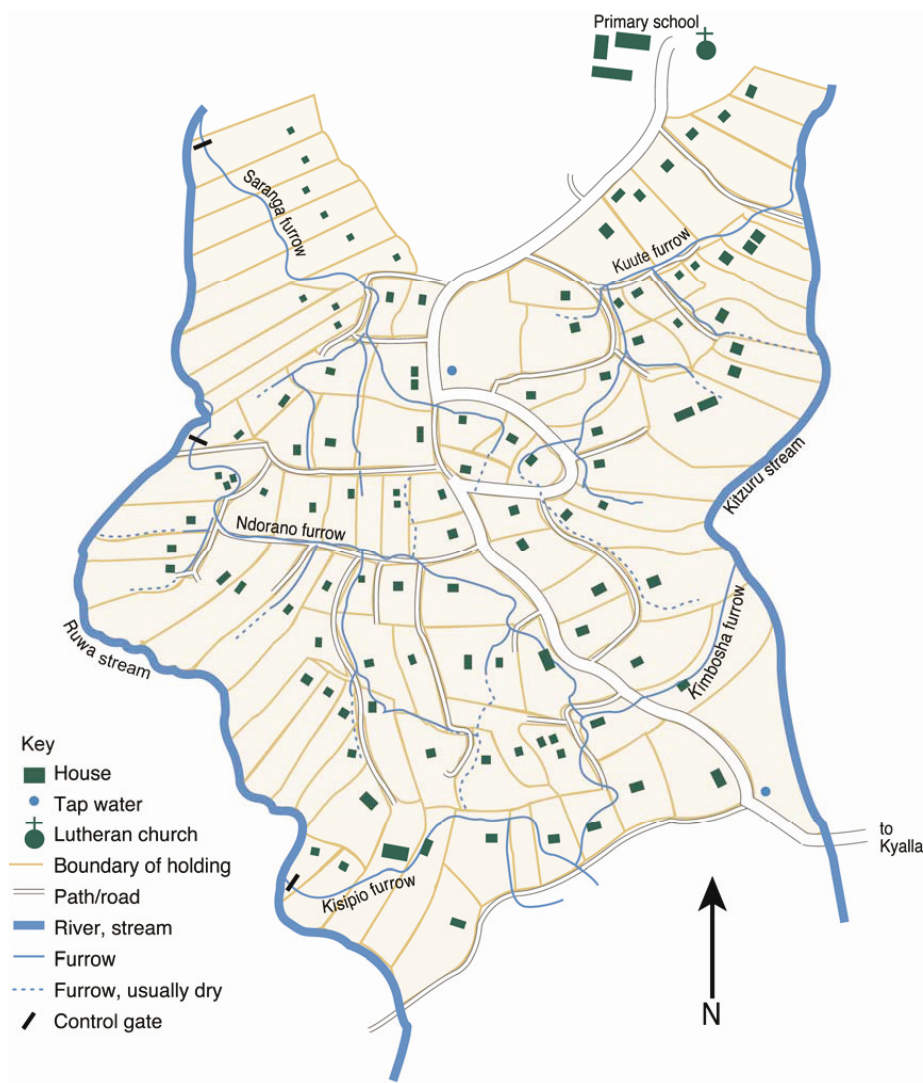 Primary school
Saranga furrow
Kuute furrow
Kitzuru stream
Ndorano furrow
Ruwa stream
Kimbosha furrow
Kisipio furrow
to
Kyalla
N
Key
House
Tap water
Lutheran church
Boundary of holding
Path/road
River, stream
Furrow
Furrow, usually dry
Control gate